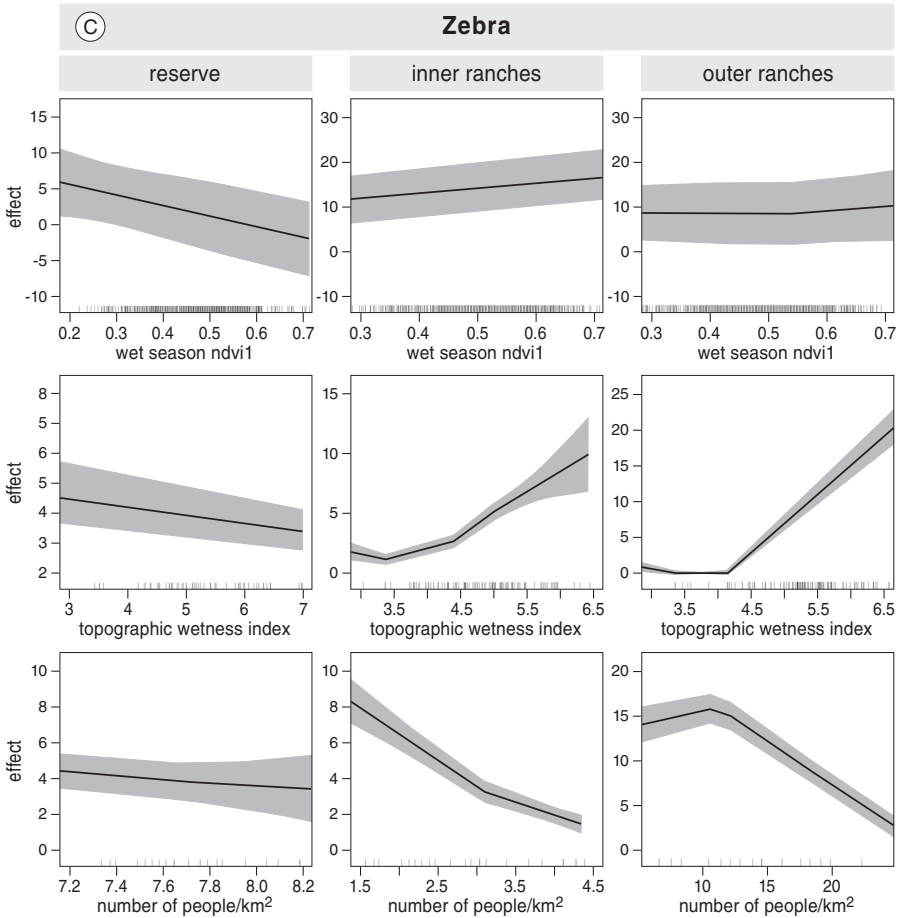 C Zebra
reserve inner ranches outer ranches
15 30 30
10 20 20
5 10 10
0 0 0
-5
-10 -10 -10
effect
0.2 0.3 0.4 0.5 0.6 0.7 0.3 0.4 0.5 0.6 0.7 0.3 0.4 0.5 0.6 0.7
wet season ndvi1 wet season ndvi1 wet season ndvi1
8 15 25
5 20
6 10 15
5 10
4 5 5
3
2 0 0
effect
3 4 5 6 7 3.5 4.5 5.5 6.5 3.5 4.5 5.5 6.5
topographic wetness index topographic wetness index topographic wetness index
10 10 20
8 8 15
6 6 10
4 4 5
2 2
0 0 0
effect
7.2 7.4 7.6 7.8 8.0 8.2 1.5 2.5 3.5 4.5 10 15 20
number of people/km2 number of people/km2 number of people/km2